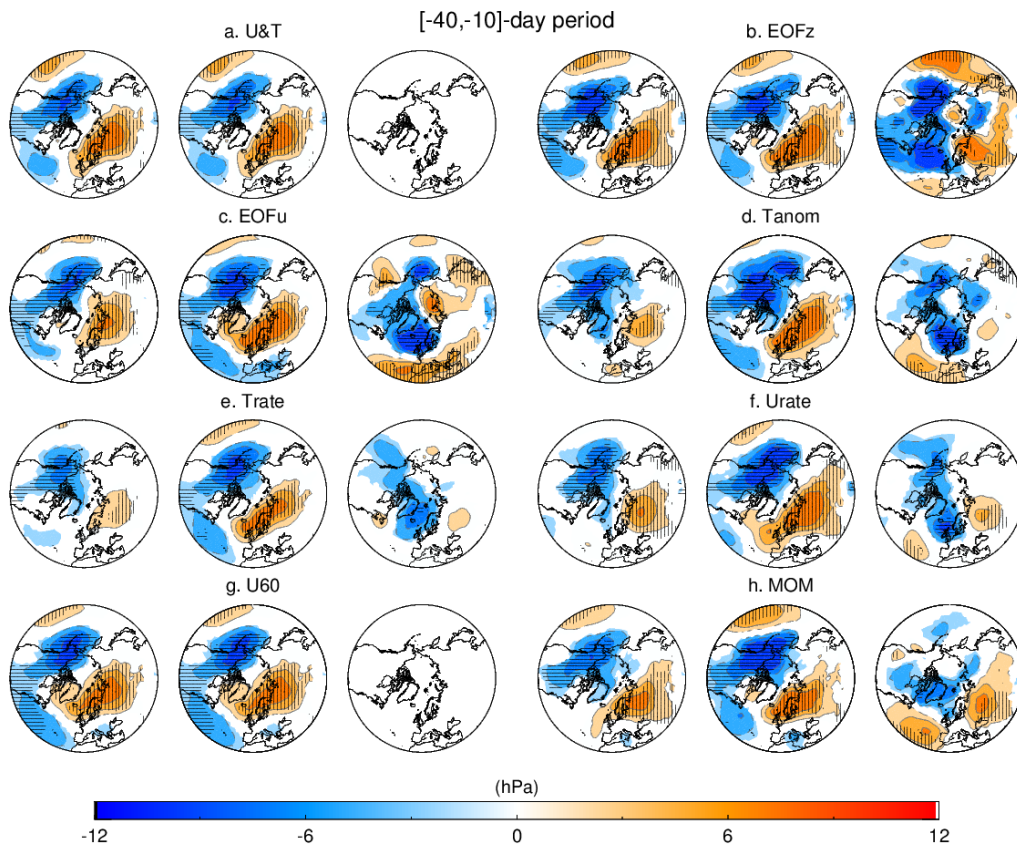 [-40,-10]-day period
a. U&T
b. EOFz
c. EOFu
d. Tanom
e. Trate
f. Urate
g. U60
h. MOM
(hPa)
-12 -6 0 6 12